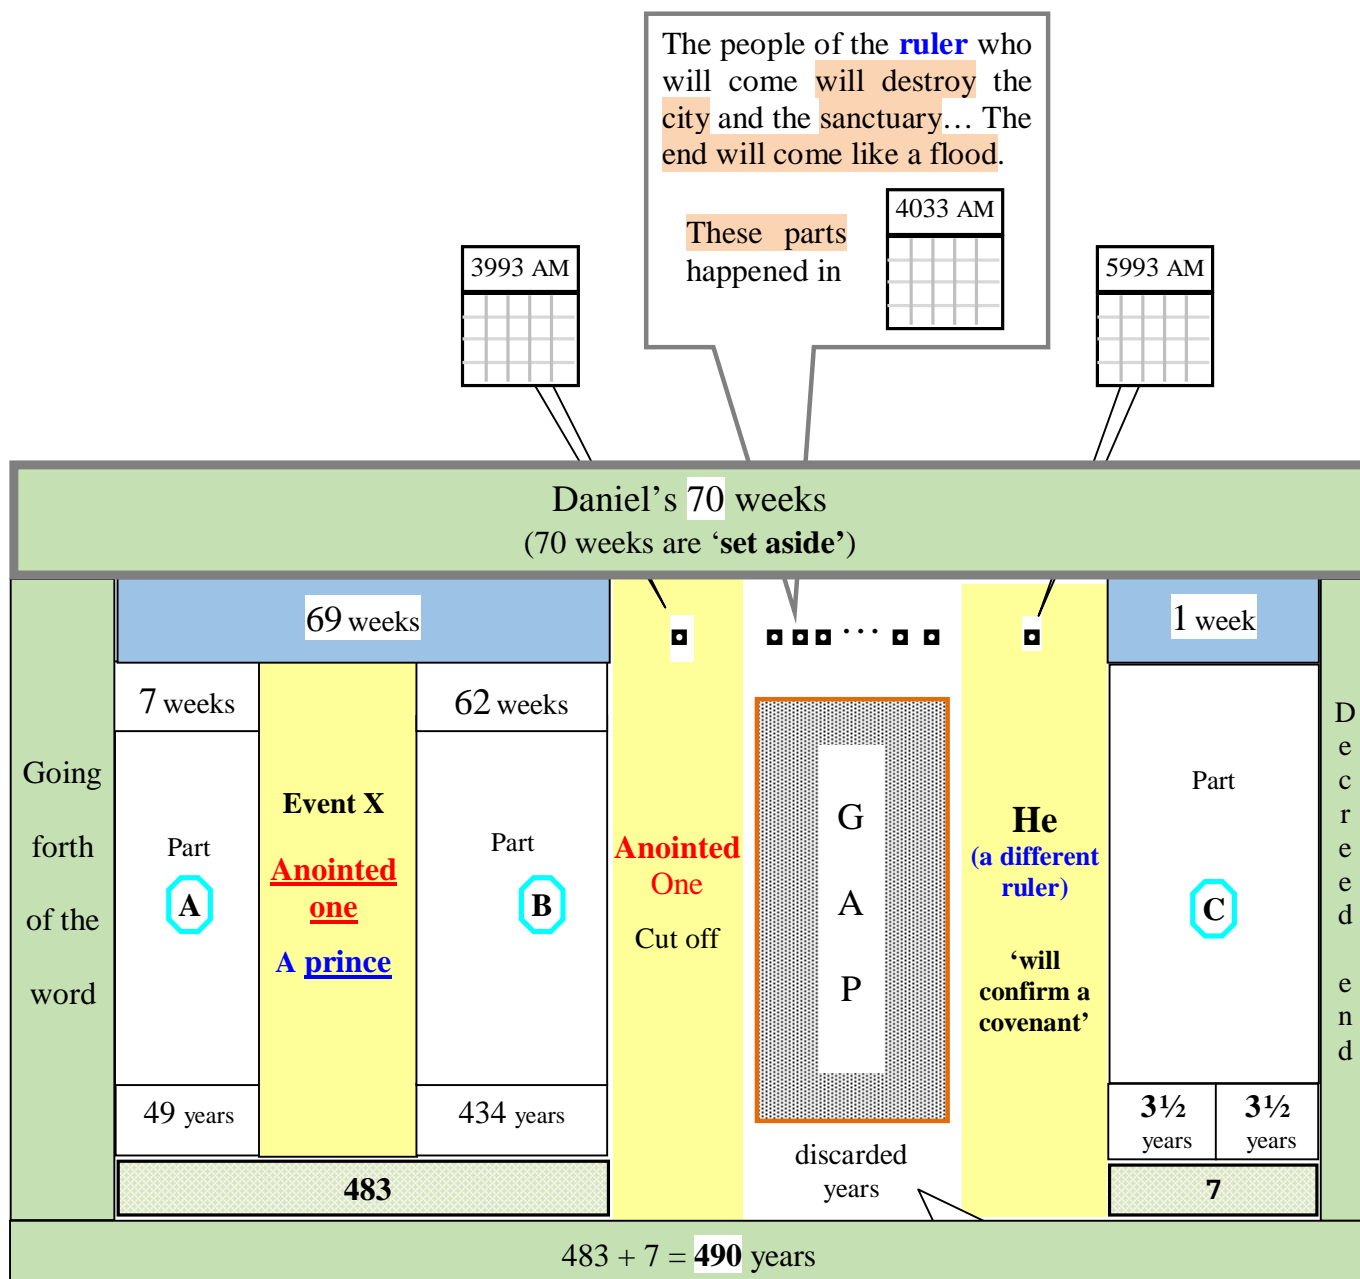 The people of the ruler who
will come will destroy the
city and the sanctuary… The
end will come like a flood.
These parts
happened in
4033 AM
3993 AM
5993 AM
Daniel’s 70 weeks
(70 weeks are ‘set aside’)
69 weeks
1 week
7 weeks
62 weeks
Going
forth
of the
word
Part
A
Event X
Anointed
one
A prince
Part
B
Anointed
One
Cut off
…
G
A
P
He
(a different
ruler)
‘will
confirm a
covenant’
Part
C
Decreed end
49 years
434 years
3½
years
3½
years
discarded
years
483
7
483 + 7 = 490 years